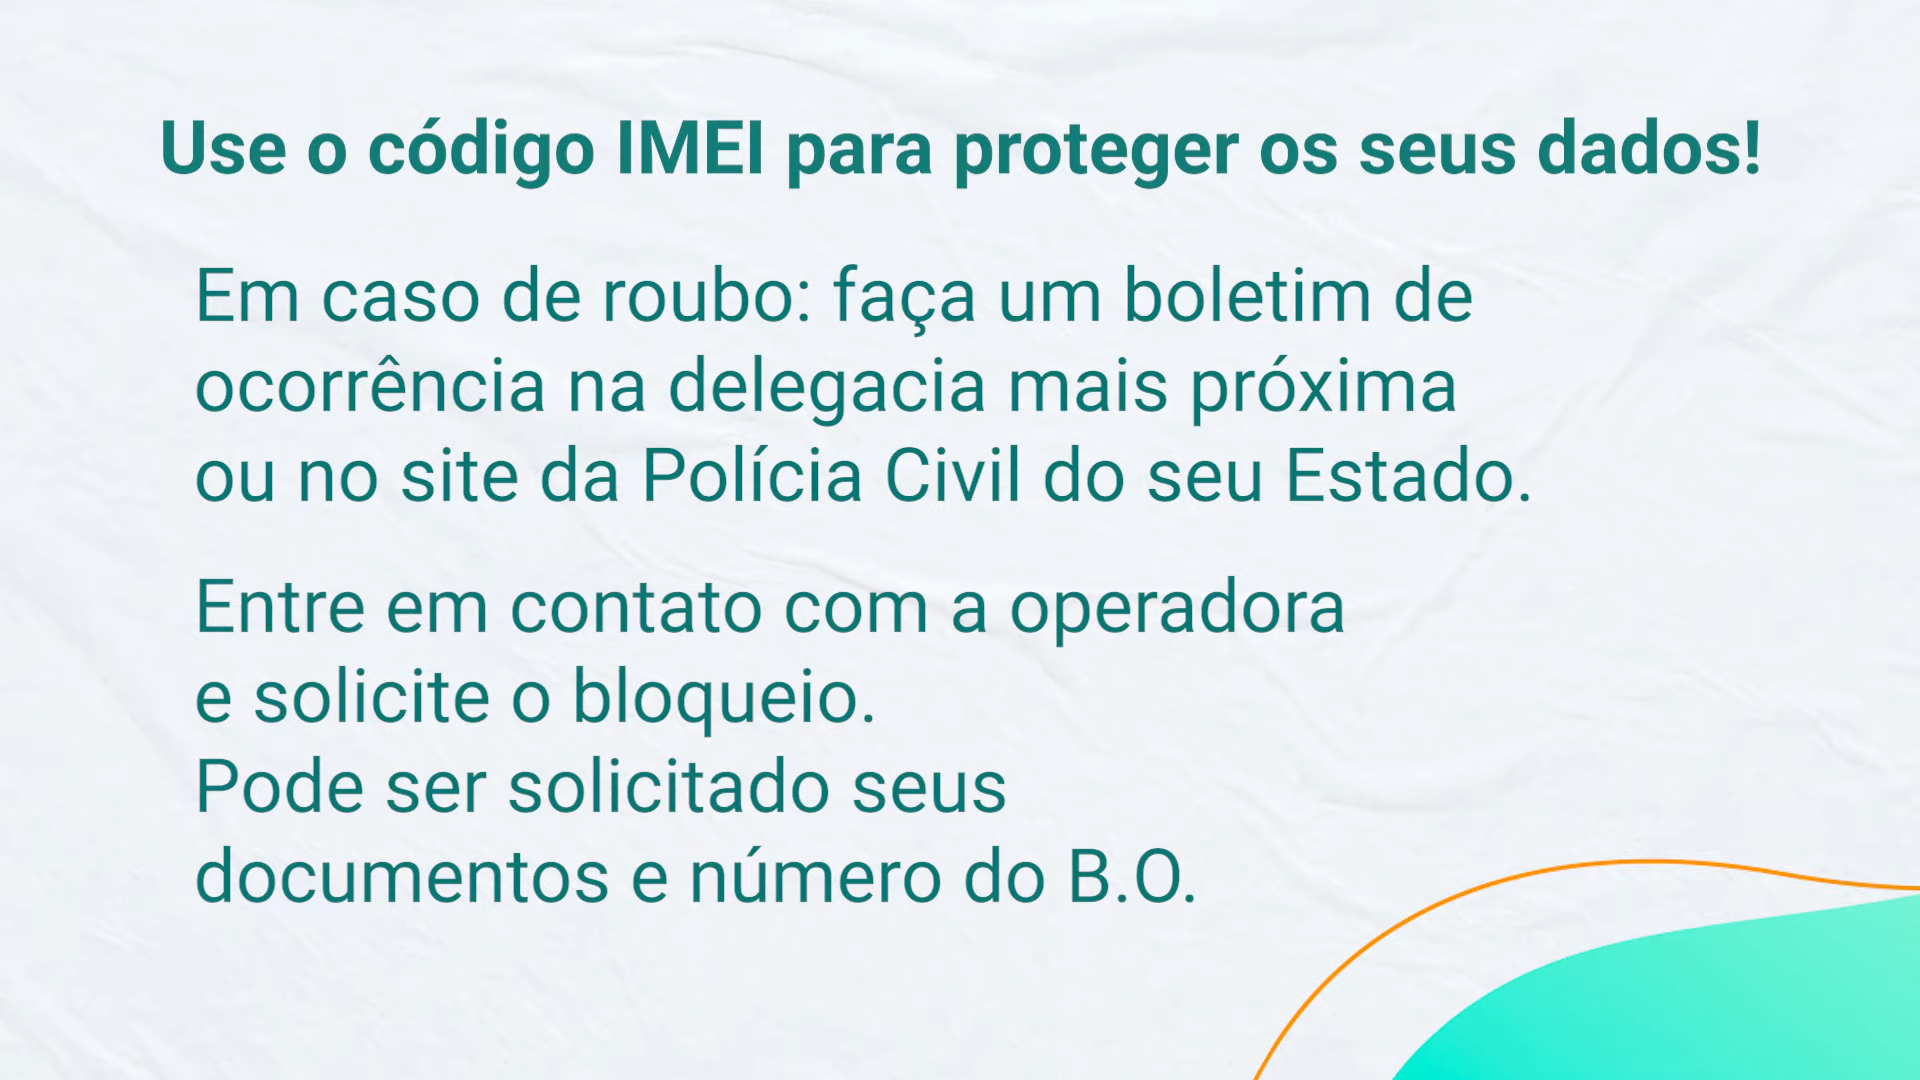 Use o código IMEI para proteger os seus dados!
Em caso de roubo: faça um boletim de
ocorrência na delegacia mais próxima
ou no site da Polícia Civil do seu Estado.
Entre em contato com a operadora
e solicite o bloqueio.
Pode ser solicitado seus
documentos e número do B.O.